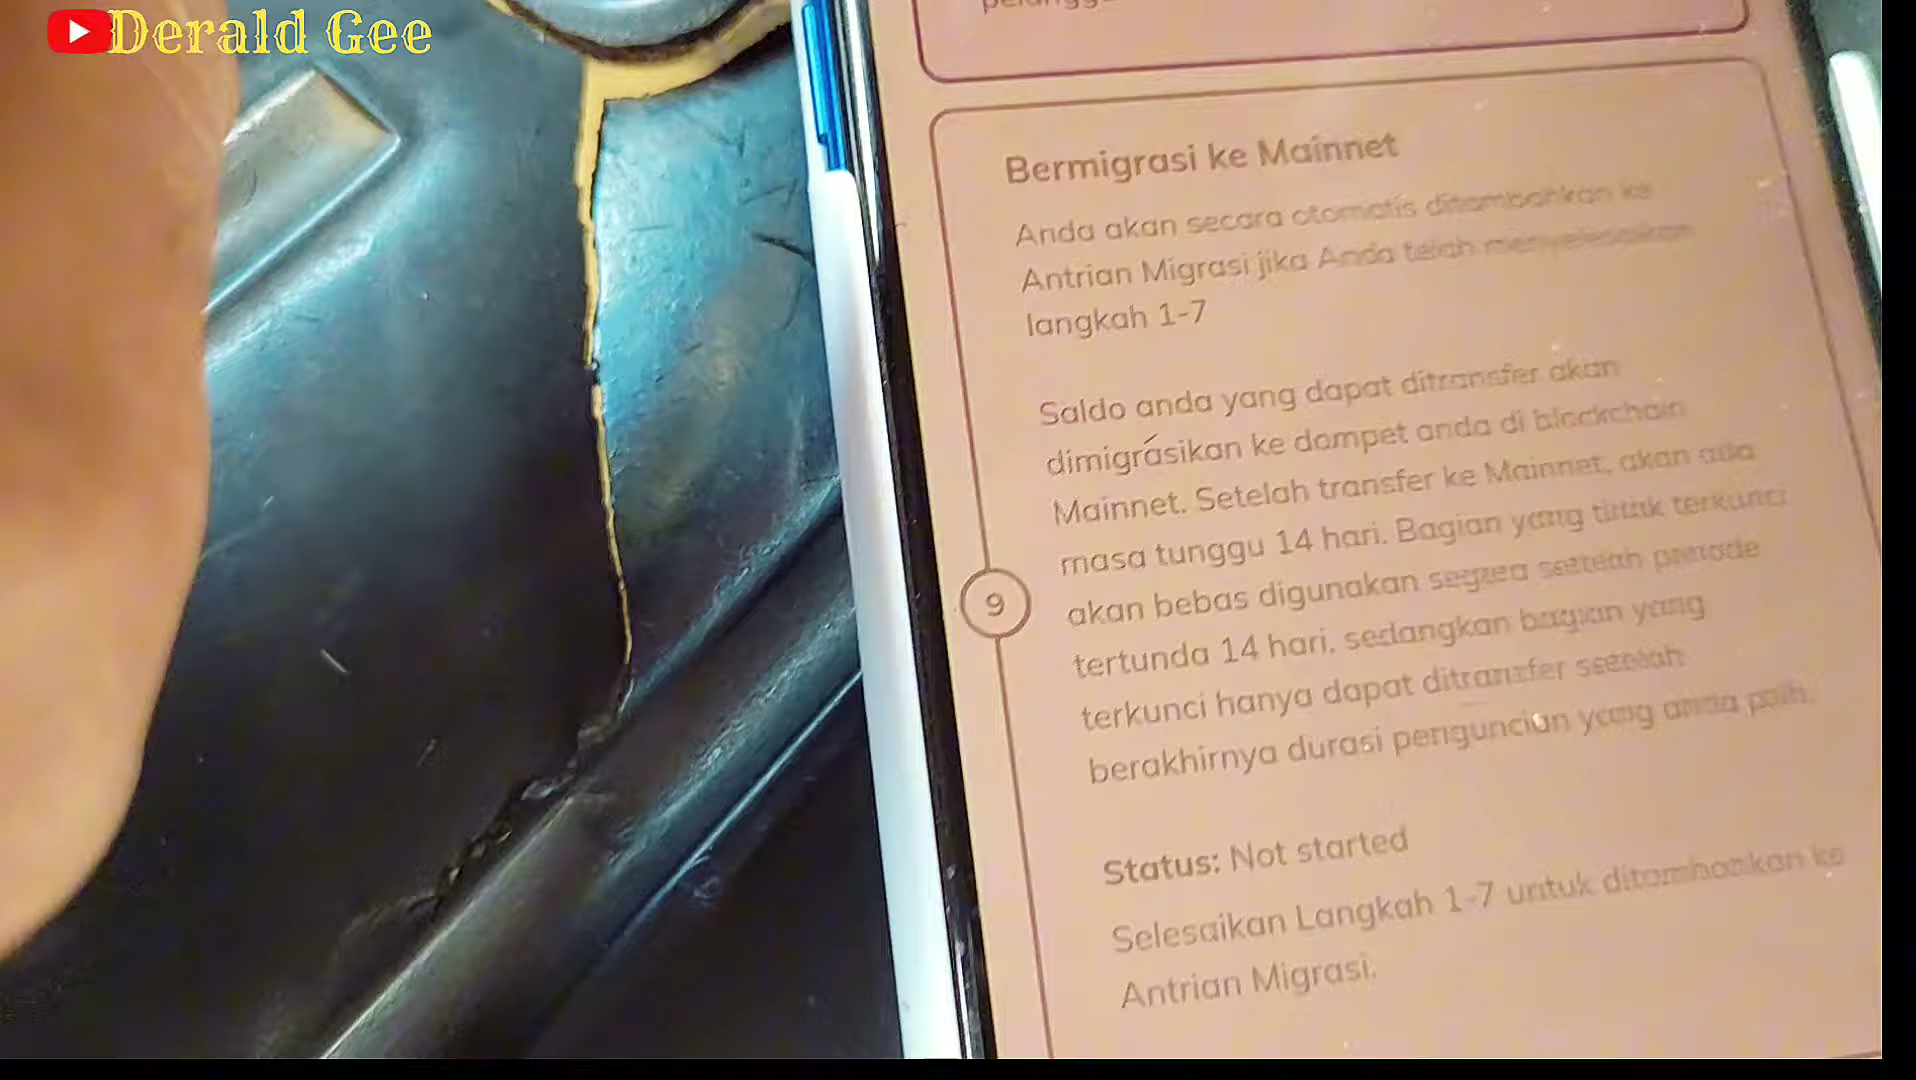 Derald Gee
Bermigrasi ke Mainnet
Anda akan secara otomatis ditambahkan ke
Antrian Migrasi jika Anda telah menyelesaikan
langkah 1-7
Saldo anda yang dapat ditransfer akan
dimigrasikan ke dompet anda di blockchain
Mainnet. Setelah transfer ke Mainnet, akan ada
masa tunggu 14 hari. Bagian yang tidak terkunci
akan bebas digunakan segera setelah periode
tertunda 14 hari, sedangkan bagian yang
terkunci hanya dapat ditransfer setelah
berakhirnya durasi penguncian yang anda pilih.
9
Status: Not started
Selesaikan Langkah 1-7 untuk ditambahkan ke
Antrian Migrasi.